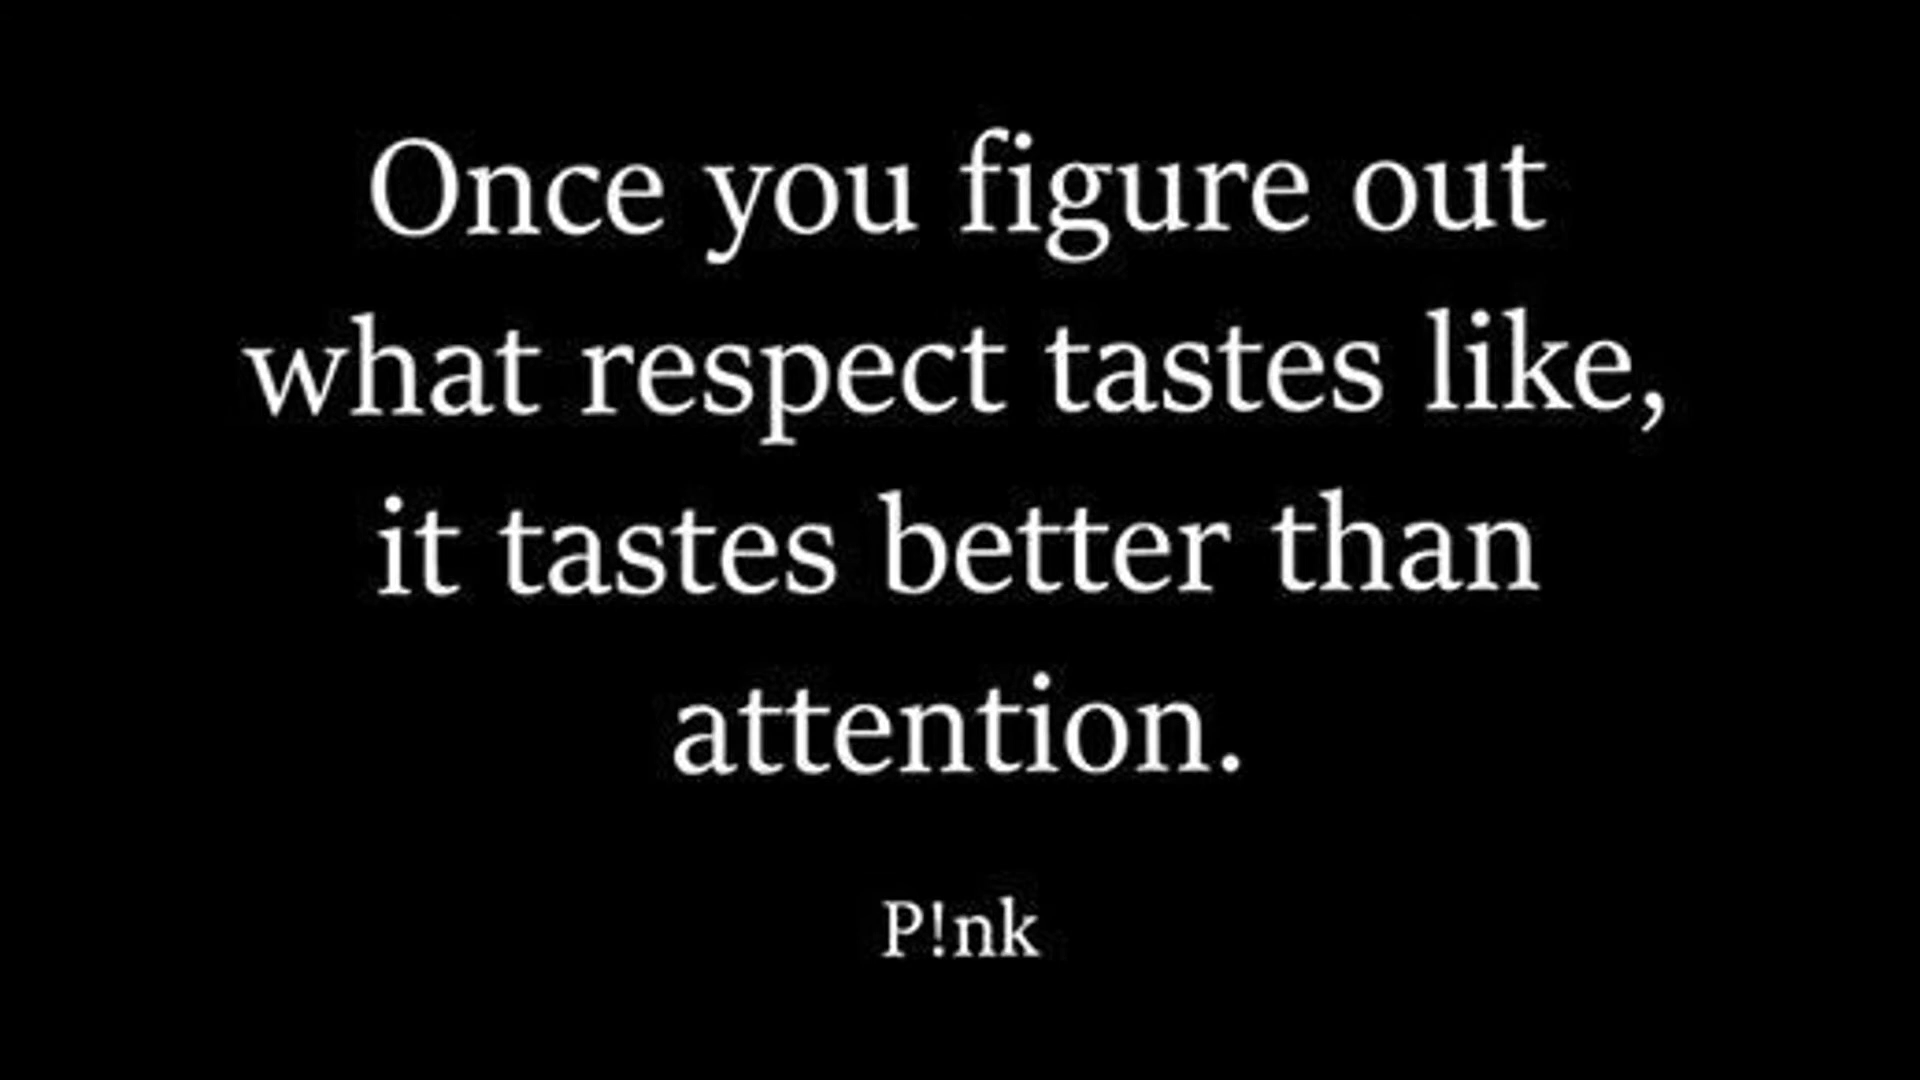 Once you figure out
what respect tastes like,
it tastes better than
attention.
P!nk